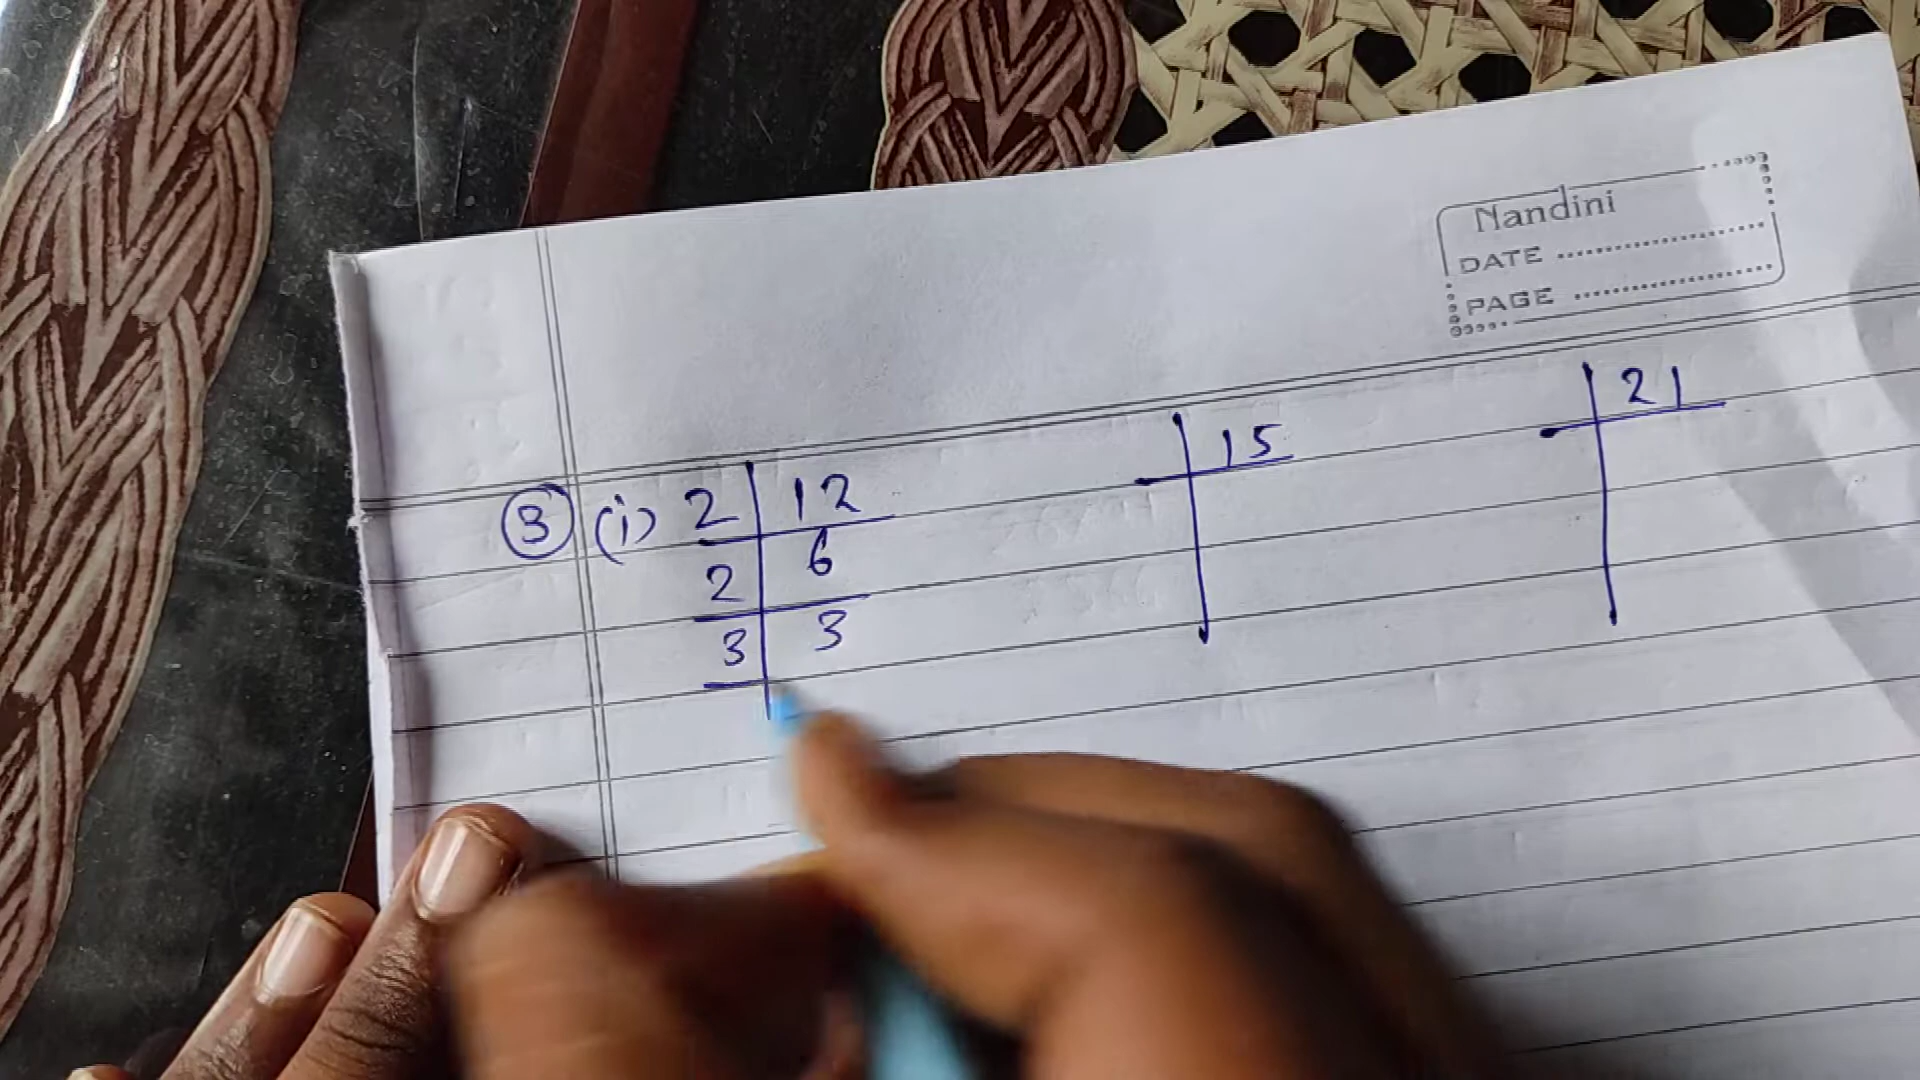 Nandini
DATE
PAGE
3 (i) 2 | 12
2 | 6
3 | 3
15
21